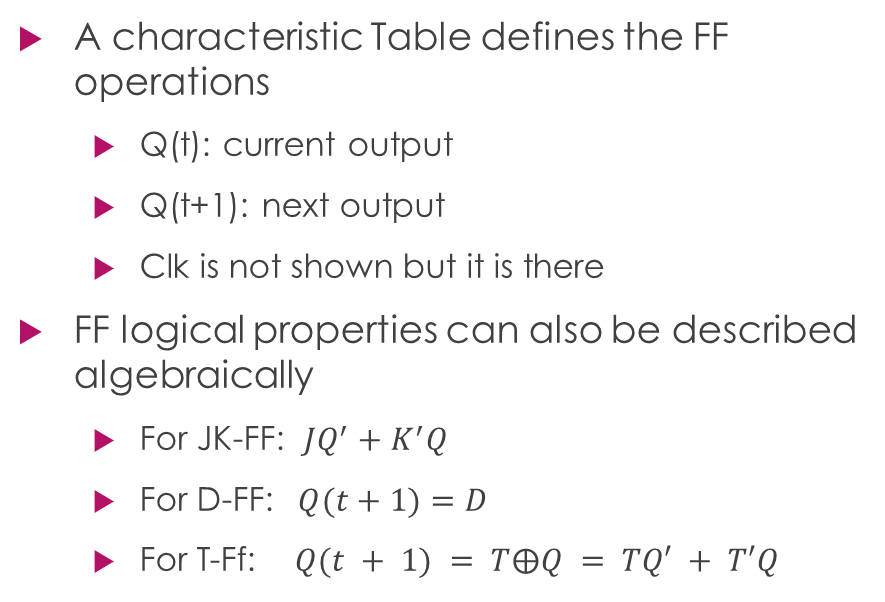 A characteristic Table defines the FF
operations
Q(t): current output
Q(t+1): next output
Clk is not shown but it is there
FF logical properties can also be described
algebraically
For JK-FF: JQ′ + K′Q
For D-FF: Q(t + 1) = D
For T-Ff: Q(t + 1) = T⊕Q = TQ′ + T′Q